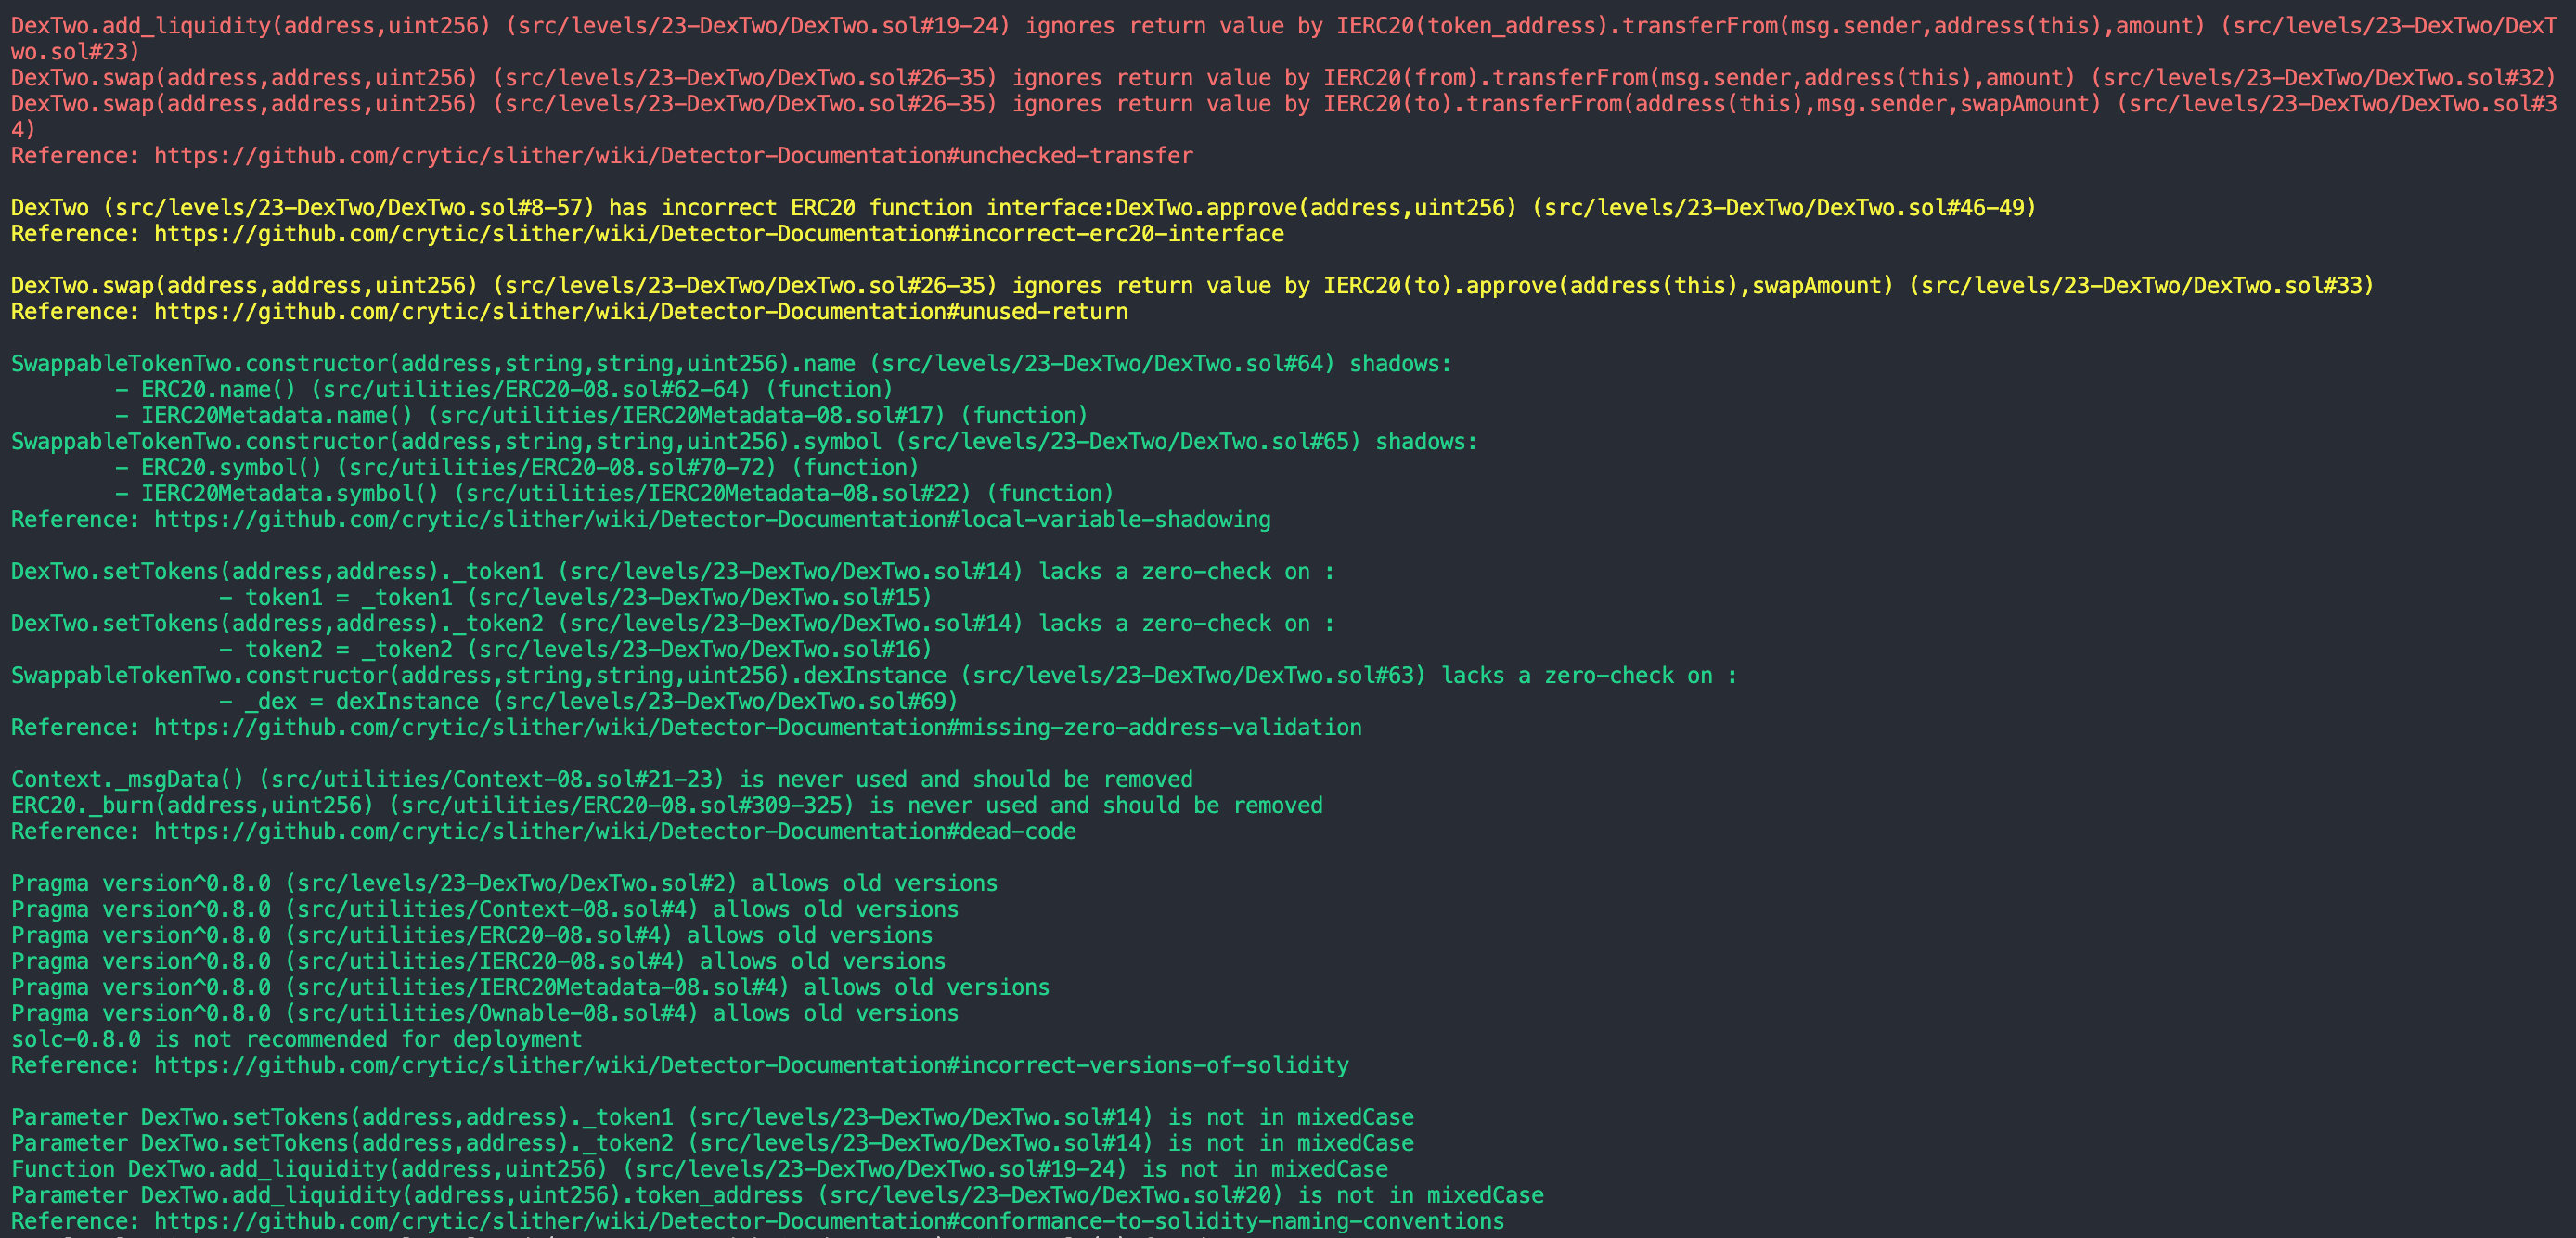 DexTwo.add_liquidity(address,uint256) (src/levels/23-DexTwo/DexTwo.sol#19-24) ignores return value by IERC20(token_address).transferFrom(msg.sender,address(this),amount) (src/levels/23-DexTwo/DexT
wo.sol#23)
DexTwo.swap(address,address,uint256) (src/levels/23-DexTwo/DexTwo.sol#26-35) ignores return value by IERC20(from).transferFrom(msg.sender,address(this),amount) (src/levels/23-DexTwo/DexTwo.sol#32)
DexTwo.swap(address,address,uint256) (src/levels/23-DexTwo/DexTwo.sol#26-35) ignores return value by IERC20(to).transferFrom(address(this),msg.sender,swapAmount) (src/levels/23-DexTwo/DexTwo.sol#3
4)
Reference: https://github.com/crytic/slither/wiki/Detector-Documentation#unchecked-transfer

DexTwo (src/levels/23-DexTwo/DexTwo.sol#8-57) has incorrect ERC20 function interface:DexTwo.approve(address,uint256) (src/levels/23-DexTwo/DexTwo.sol#46-49)
Reference: https://github.com/crytic/slither/wiki/Detector-Documentation#incorrect-erc20-interface

DexTwo.swap(address,address,uint256) (src/levels/23-DexTwo/DexTwo.sol#26-35) ignores return value by IERC20(to).approve(address(this),swapAmount) (src/levels/23-DexTwo/DexTwo.sol#33)
Reference: https://github.com/crytic/slither/wiki/Detector-Documentation#unused-return

SwappableTokenTwo.constructor(address,string,string,uint256).name (src/levels/23-DexTwo/DexTwo.sol#64) shadows:
        - ERC20.name() (src/utilities/ERC20-08.sol#62-64) (function)
        - IERC20Metadata.name() (src/utilities/IERC20Metadata-08.sol#17) (function)
SwappableTokenTwo.constructor(address,string,string,uint256).symbol (src/levels/23-DexTwo/DexTwo.sol#65) shadows:
        - ERC20.symbol() (src/utilities/ERC20-08.sol#70-72) (function)
        - IERC20Metadata.symbol() (src/utilities/IERC20Metadata-08.sol#22) (function)
Reference: https://github.com/crytic/slither/wiki/Detector-Documentation#local-variable-shadowing

DexTwo.setTokens(address,address)._token1 (src/levels/23-DexTwo/DexTwo.sol#14) lacks a zero-check on :
                - token1 = _token1 (src/levels/23-DexTwo/DexTwo.sol#15)
DexTwo.setTokens(address,address)._token2 (src/levels/23-DexTwo/DexTwo.sol#14) lacks a zero-check on :
                - token2 = _token2 (src/levels/23-DexTwo/DexTwo.sol#16)
SwappableTokenTwo.constructor(address,string,string,uint256).dexInstance (src/levels/23-DexTwo/DexTwo.sol#63) lacks a zero-check on :
                - _dex = dexInstance (src/levels/23-DexTwo/DexTwo.sol#69)
Reference: https://github.com/crytic/slither/wiki/Detector-Documentation#missing-zero-address-validation

Context._msgData() (src/utilities/Context-08.sol#21-23) is never used and should be removed
ERC20._burn(address,uint256) (src/utilities/ERC20-08.sol#309-325) is never used and should be removed
Reference: https://github.com/crytic/slither/wiki/Detector-Documentation#dead-code

Pragma version^0.8.0 (src/levels/23-DexTwo/DexTwo.sol#2) allows old versions
Pragma version^0.8.0 (src/utilities/Context-08.sol#4) allows old versions
Pragma version^0.8.0 (src/utilities/ERC20-08.sol#4) allows old versions
Pragma version^0.8.0 (src/utilities/IERC20-08.sol#4) allows old versions
Pragma version^0.8.0 (src/utilities/IERC20Metadata-08.sol#4) allows old versions
Pragma version^0.8.0 (src/utilities/Ownable-08.sol#4) allows old versions
solc-0.8.0 is not recommended for deployment
Reference: https://github.com/crytic/slither/wiki/Detector-Documentation#incorrect-versions-of-solidity

Parameter DexTwo.setTokens(address,address)._token1 (src/levels/23-DexTwo/DexTwo.sol#14) is not in mixedCase
Parameter DexTwo.setTokens(address,address)._token2 (src/levels/23-DexTwo/DexTwo.sol#14) is not in mixedCase
Function DexTwo.add_liquidity(address,uint256) (src/levels/23-DexTwo/DexTwo.sol#19-24) is not in mixedCase
Parameter DexTwo.add_liquidity(address,uint256).token_address (src/levels/23-DexTwo/DexTwo.sol#20) is not in mixedCase
Reference: https://github.com/crytic/slither/wiki/Detector-Documentation#conformance-to-solidity-naming-conventions